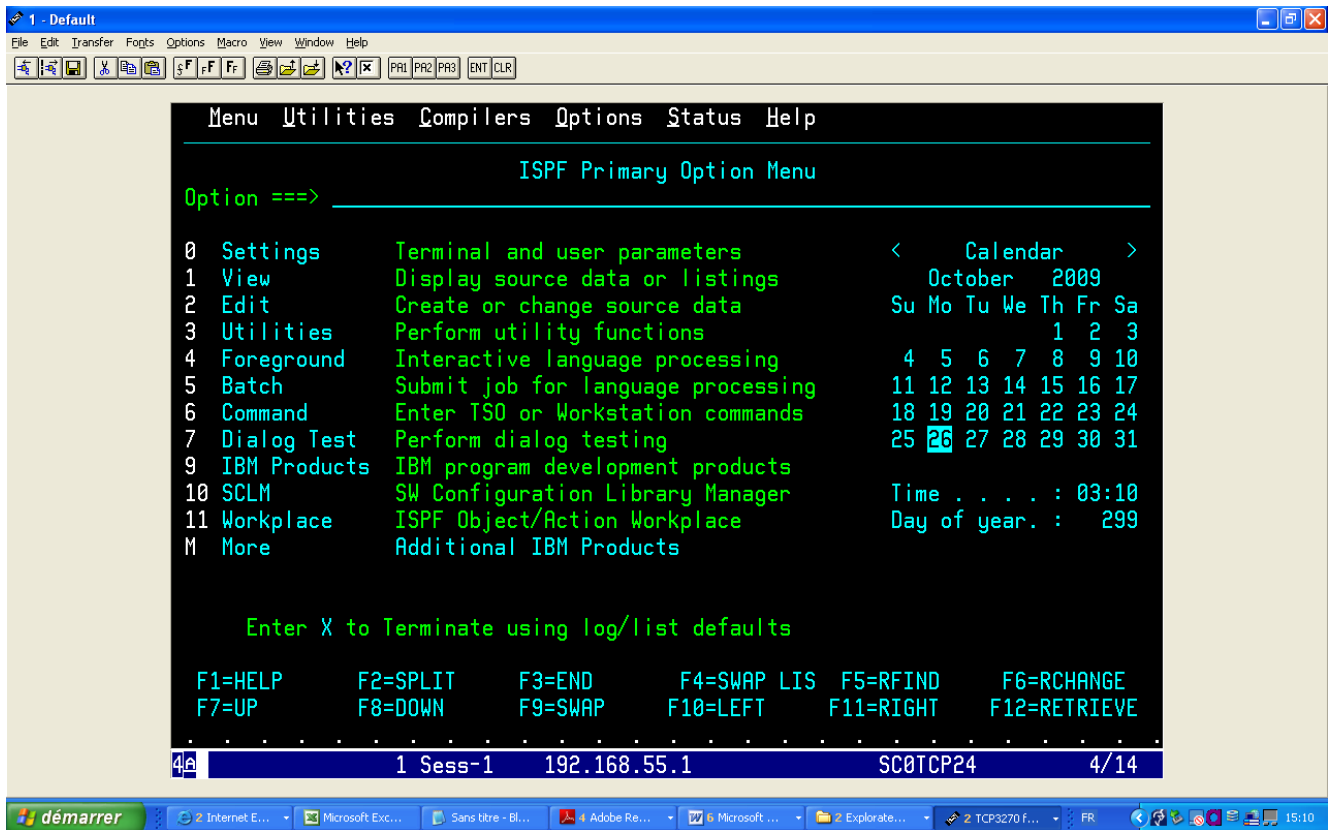 1 - Default
File Edit Transfer Fonts Options Macro View Window Help
PA1 PA2 PA3 ENT CLR
Menu Utilities Compilers Options Status Help
ISPF Primary Option Menu
Option ===>
0 Settings Terminal and user parameters < Calendar >
1 View Display source data or listings October 2009
2 Edit Create or change source data Su Mo Tu We Th Fr Sa
3 Utilities Perform utility functions 1 2 3
4 Foreground Interactive language processing 4 5 6 7 8 9 10
5 Batch Submit job for language processing 11 12 13 14 15 16 17
6 Command Enter TSO or Workstation commands 18 19 20 21 22 23 24
7 Dialog Test Perform dialog testing 25 26 27 28 29 30 31
9 IBM Products IBM program development products
10 SCLM SW Configuration Library Manager Time . . . . : 03:10
11 Workplace ISPF Object/Action Workplace Day of year. : 299
M More Additional IBM Products
Enter X to Terminate using log/list defaults
F1=HELP F2=SPLIT F3=END F4=SWAP LIS F5=RFIND F6=RCHANGE
F7=UP F8=DOWN F9=SWAP F10=LEFT F11=RIGHT F12=RETRIEVE
. . . . . . . . . . . . . . . . . . . . . . . . . . .
4A 1 Sess-1 192.168.55.1 SC0TCP24 4/14
démarrer 2 Internet E... Microsoft Exc... Sans titre - Bl... 4 Adobe Re... 6 Microsoft ... 2 Explorate... 2 TCP3270 f... FR 15:10